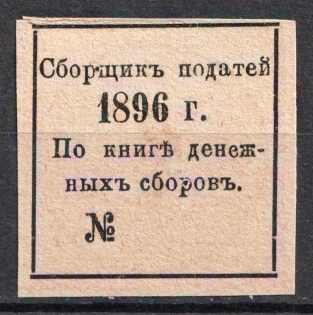 Сборщикъ податей
1896 г.
По книгѣ денеж-
ныхъ сборовъ.
№